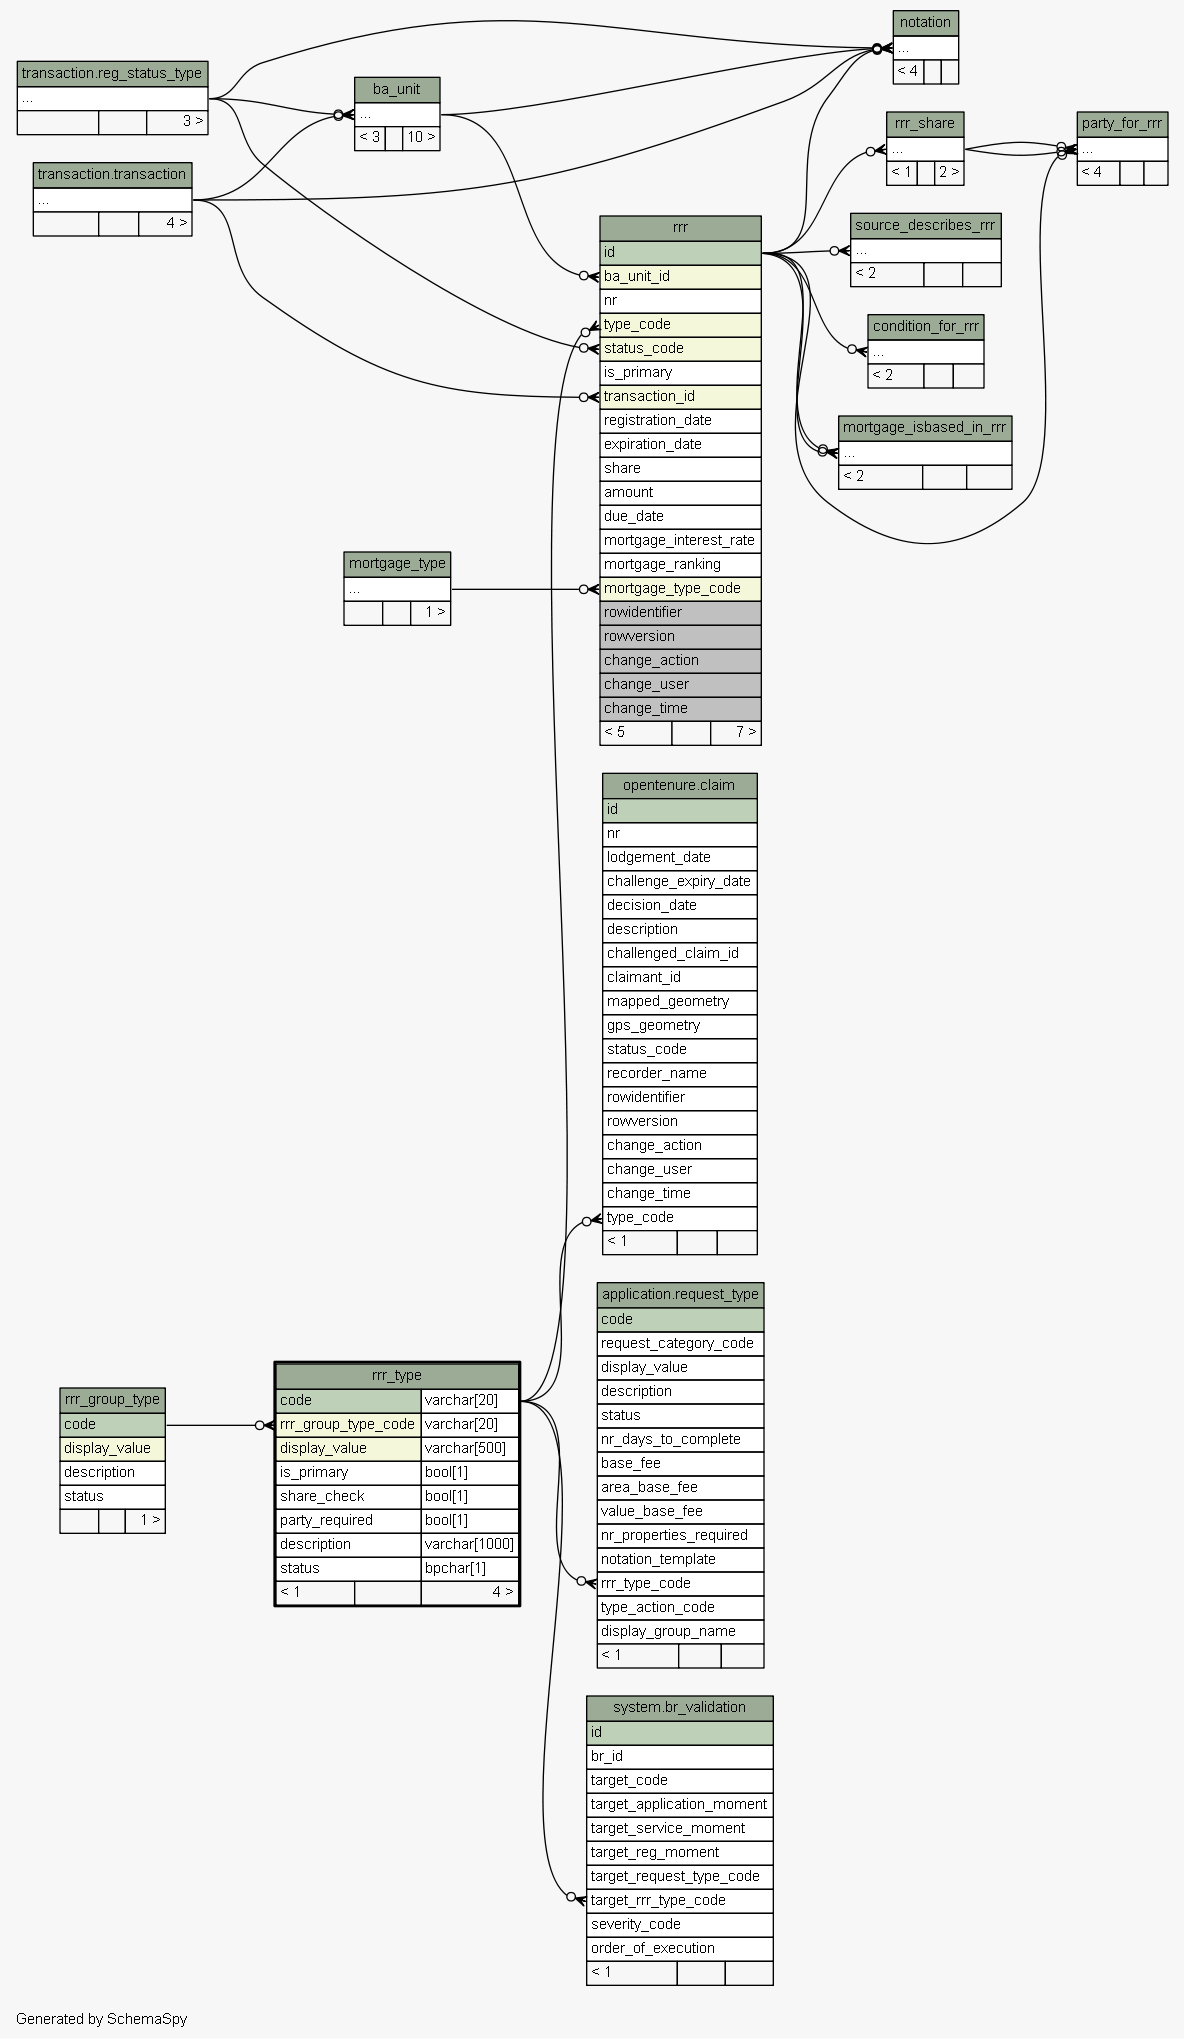 notation
...
< 4
transaction.reg_status_type
...
3 >
ba_unit
...
< 3 10 >
rrr_share
...
< 1 2 >
party_for_rrr
...
< 4
transaction.transaction
...
4 >
source_describes_rrr
...
< 2
condition_for_rrr
...
< 2
mortgage_isbased_in_rrr
...
< 2
rrr
id
ba_unit_id
nr
type_code
status_code
is_primary
transaction_id
registration_date
expiration_date
share
amount
due_date
mortgage_interest_rate
mortgage_ranking
mortgage_type_code
rowidentifier
rowversion
change_action
change_user
change_time
< 5 7 >
mortgage_type
...
1 >
opentenure.claim
id
nr
lodgement_date
challenge_expiry_date
decision_date
description
challenged_claim_id
claimant_id
mapped_geometry
gps_geometry
status_code
recorder_name
rowidentifier
rowversion
change_action
change_user
change_time
type_code
< 1
application.request_type
code
request_category_code
display_value
description
status
nr_days_to_complete
base_fee
area_base_fee
value_base_fee
nr_properties_required
notation_template
rrr_type_code
type_action_code
display_group_name
< 1
rrr_group_type
code
display_value
description
status
1 >
rrr_type
code varchar[20]
rrr_group_type_code varchar[20]
display_value varchar[500]
is_primary bool[1]
share_check bool[1]
party_required bool[1]
description varchar[1000]
status bpchar[1]
< 1 4 >
system.br_validation
id
br_id
target_code
target_application_moment
target_service_moment
target_reg_moment
target_request_type_code
target_rrr_type_code
severity_code
order_of_execution
< 1
Generated by SchemaSpy